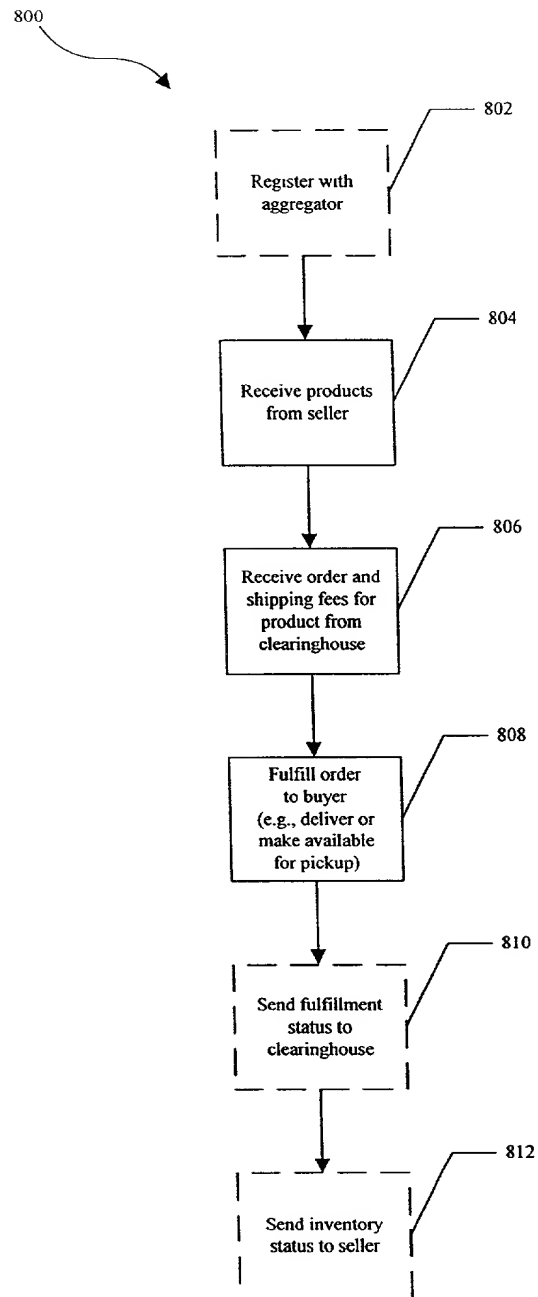 800
802
Register with
aggregator
804
Receive products
from seller
806
Receive order and
shipping fees for
product from
clearinghouse
808
Fulfill order
to buyer
(e.g., deliver or
make available
for pickup)
810
Send fulfillment
status to
clearinghouse
812
Send inventory
status to seller